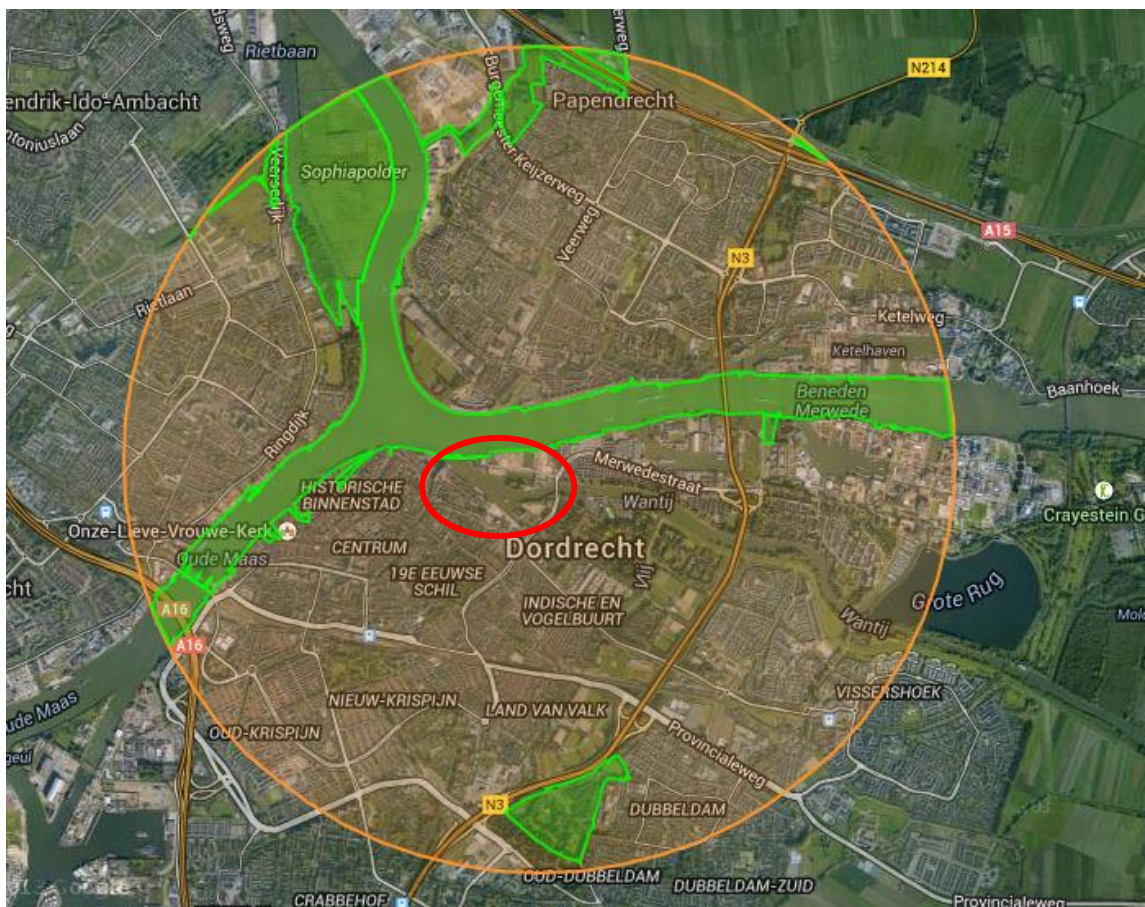 Rietbaan
N214
endrik-Ido-Ambacht
Papendrecht
Burgemeester Keijzerweg
Sophiapolder
Veersedijk
Veerweg
A15
N3
Rietlaan
Ketelweg
Ketelhaven
Baanhoek
Beneden
Merwede
Ringdijk
Merwedestraat
HISTORISCHE
BINNENSTAD
Wantij
Crayestein G
Onze-Lieve-Vrouwe-Kerk
Dordrecht
CENTRUM
Oude Maas
19E EEUWSE
SCHIL
Vlij
INDISCHE EN
VOGELBUURT
Grote Rug
Wantij
A16
A16
VISSERSHOEK
NIEUW-KRISPIJN
LAND VAN VALK
ude Maas
OUD-KRISPIJN
Provincialeweg
N3
DUBBELDAM
OUD-DUBBELDAM
DUBBELDAM-ZUID
CRABBEHOF
Provincialeweg